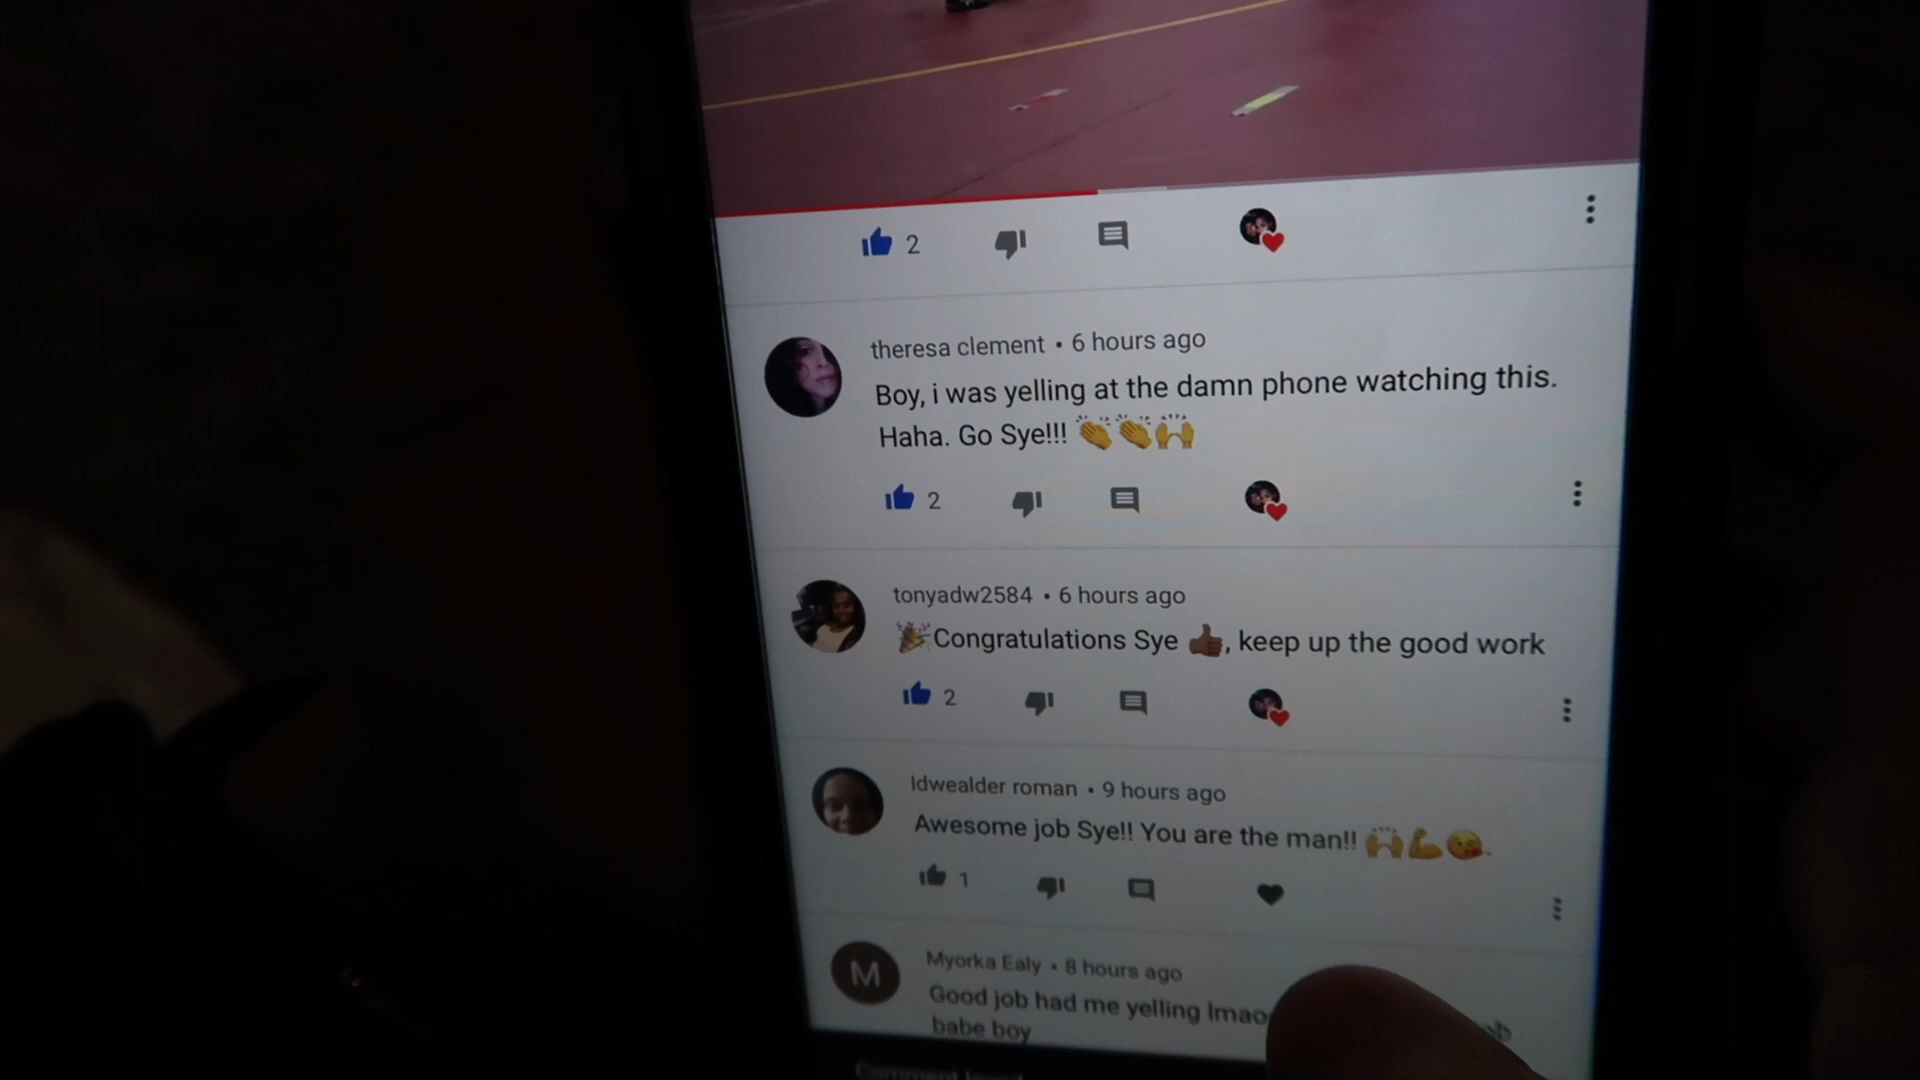 2
theresa clement • 6 hours ago
Boy, i was yelling at the damn phone watching this.
Haha. Go Sye!!! 👏👏🙌
2
tonyadw2584 • 6 hours ago
🎉Congratulations Sye 👍🏾, keep up the good work
2
ldwealder roman • 9 hours ago
Awesome job Sye!! You are the man!! 🙌💪😘.
1
M
Myorka Ealy • 8 hours ago
Good job had me yelling lmao
babe boy
Comment